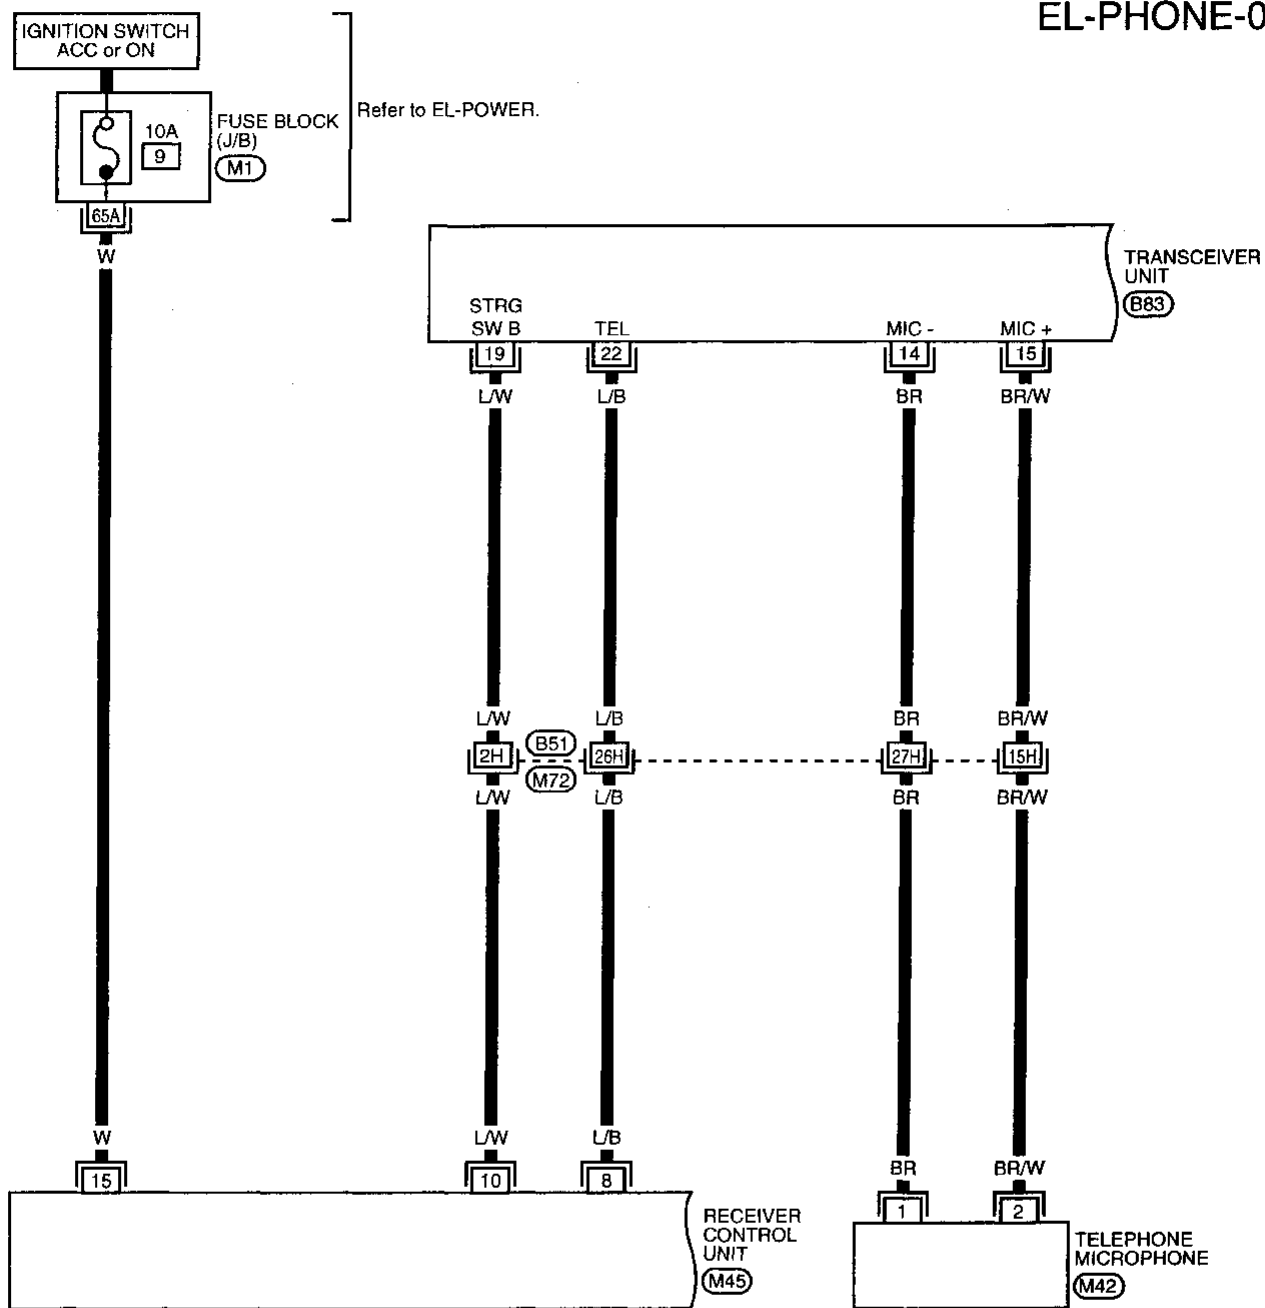 EL-PHONE-0
IGNITION SWITCH
ACC or ON
Refer to EL-POWER.
10A
9
FUSE BLOCK
(J/B)
M1
65A
W
TRANSCEIVER
UNIT
B83
STRG
SW B
TEL
MIC -
MIC +
19
22
14
15
L/W
L/B
BR
BR/W
L/W
L/B
BR
BR/W
2H
B51
26H
27H
15H
M72
L/W
L/B
BR
BR/W
W
L/W
L/B
BR
BR/W
15
10
8
1
2
RECEIVER
CONTROL
UNIT
M45
TELEPHONE
MICROPHONE
M42